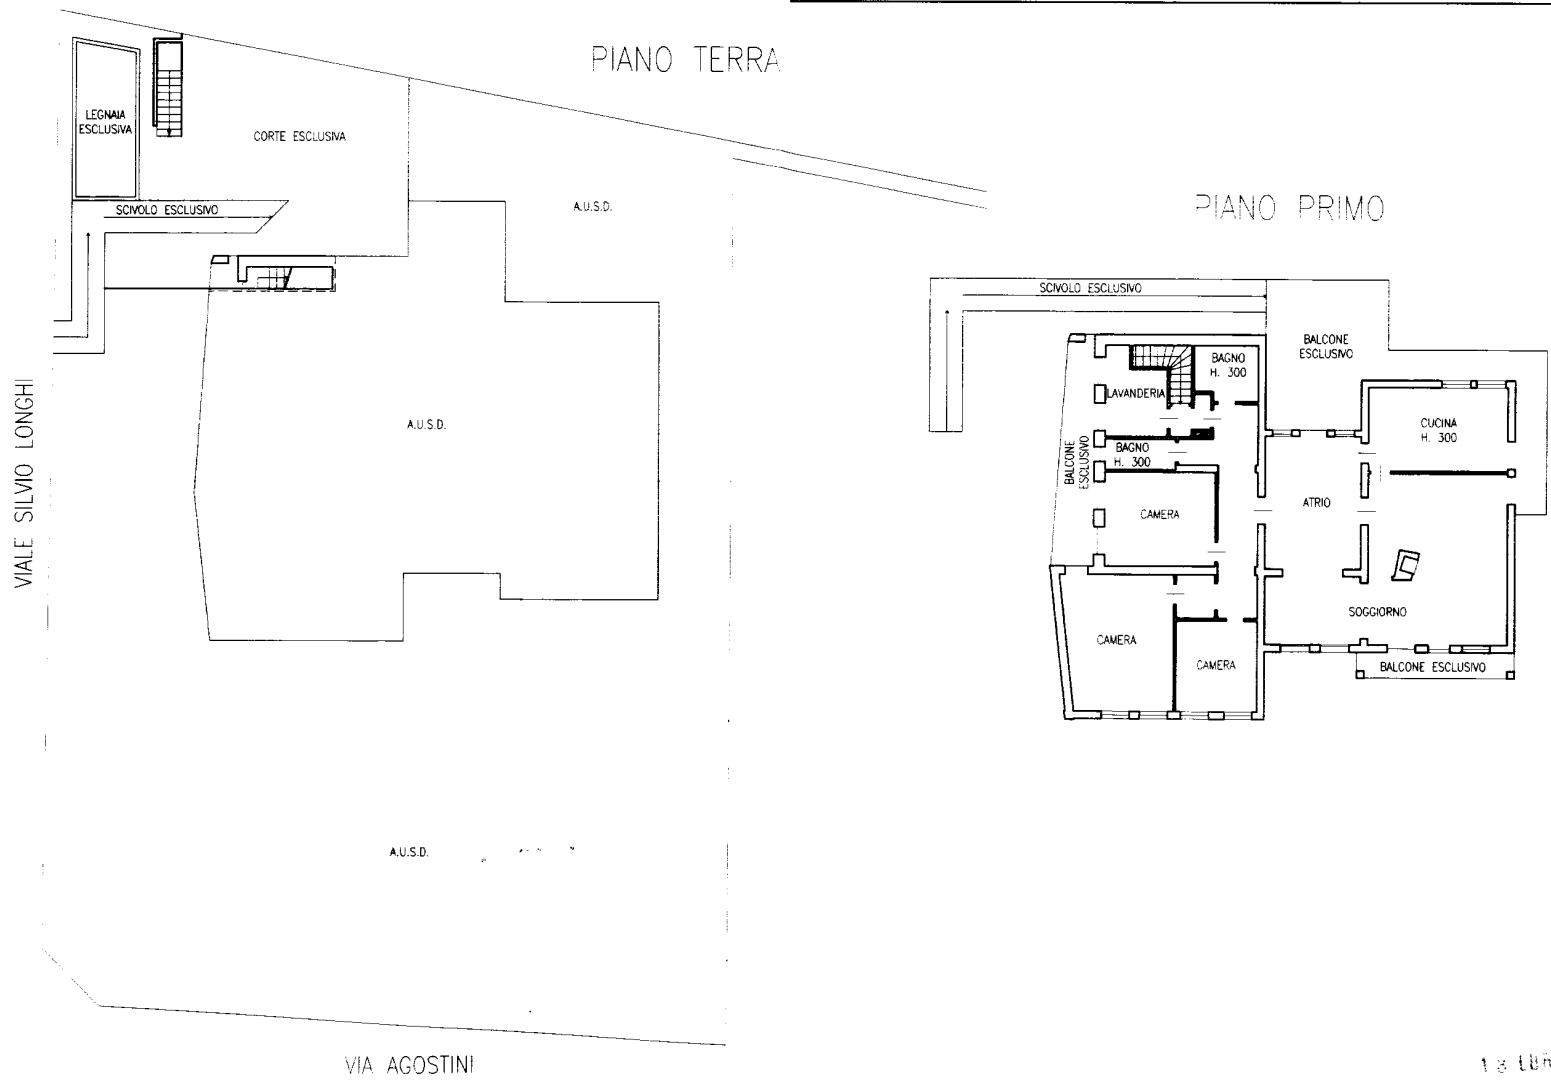 PIANO TERRA
LEGNAIA
ESCLUSIVA
CORTE ESCLUSIVA
SCIVOLO ESCLUSIVO
A.U.S.D.
A.U.S.D.
VIALE SILVIO LONGHI
A.U.S.D.
VIA AGOSTINI
PIANO PRIMO
SCIVOLO ESCLUSIVO
BALCONE
ESCLUSIVO
BAGNO
H. 300
LAVANDERIA
CUCINA
H. 300
BALCONE
ESCLUSIVO
BAGNO
H. 300
ATRIO
CAMERA
SOGGIORNO
CAMERA
CAMERA
BALCONE ESCLUSIVO